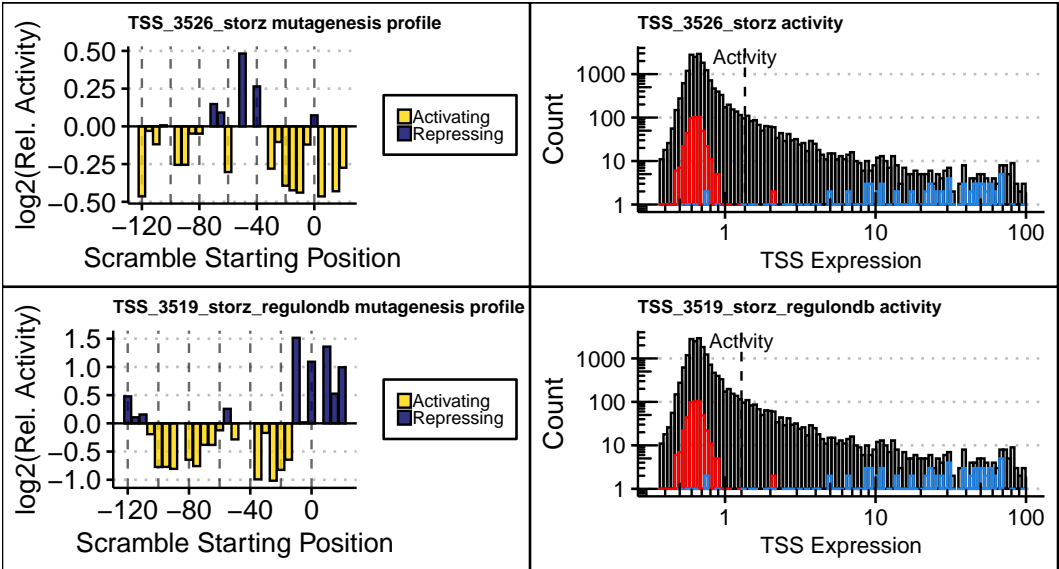 TSS_3526_storz mutagenesis profile
log2(Rel. Activity)
0.50
0.25
0.00
−0.25
−0.50
−120 −80 −40 0
Scramble Starting Position
Activating
Repressing
TSS_3526_storz activity
Activity
Count
1000
100
10
1
1 10 100
TSS Expression
TSS_3519_storz_regulondb mutagenesis profile
log2(Rel. Activity)
1.5
1.0
0.5
0.0
−0.5
−1.0
−120 −80 −40 0
Scramble Starting Position
Activating
Repressing
TSS_3519_storz_regulondb activity
Activity
Count
1000
100
10
1
1 10 100
TSS Expression